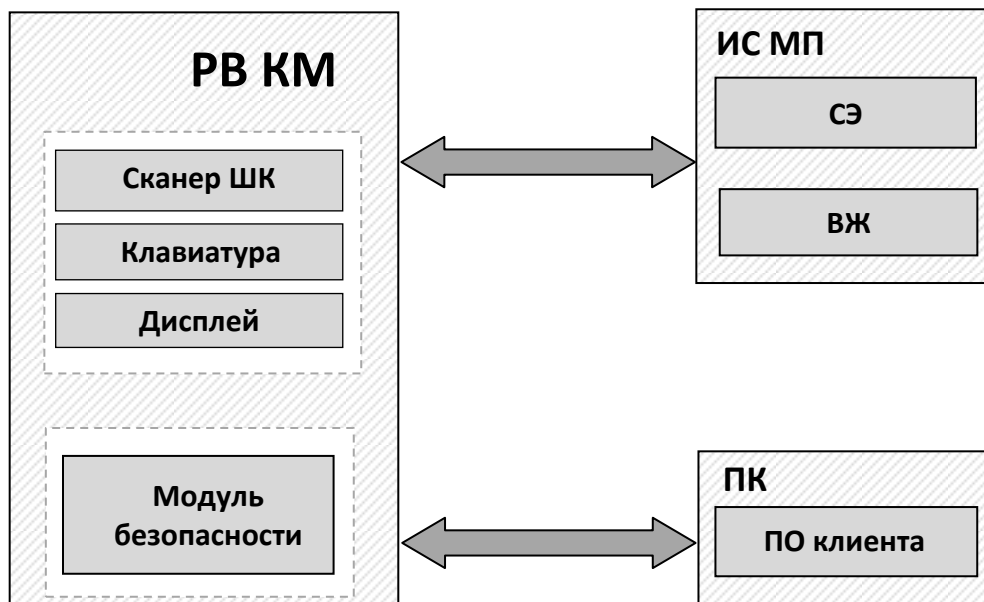 РВ КМ
Сканер ШК
Клавиатура
Дисплей
Модуль
безопасности
ИС МП
СЭ
ВЖ
ПК
ПО клиента